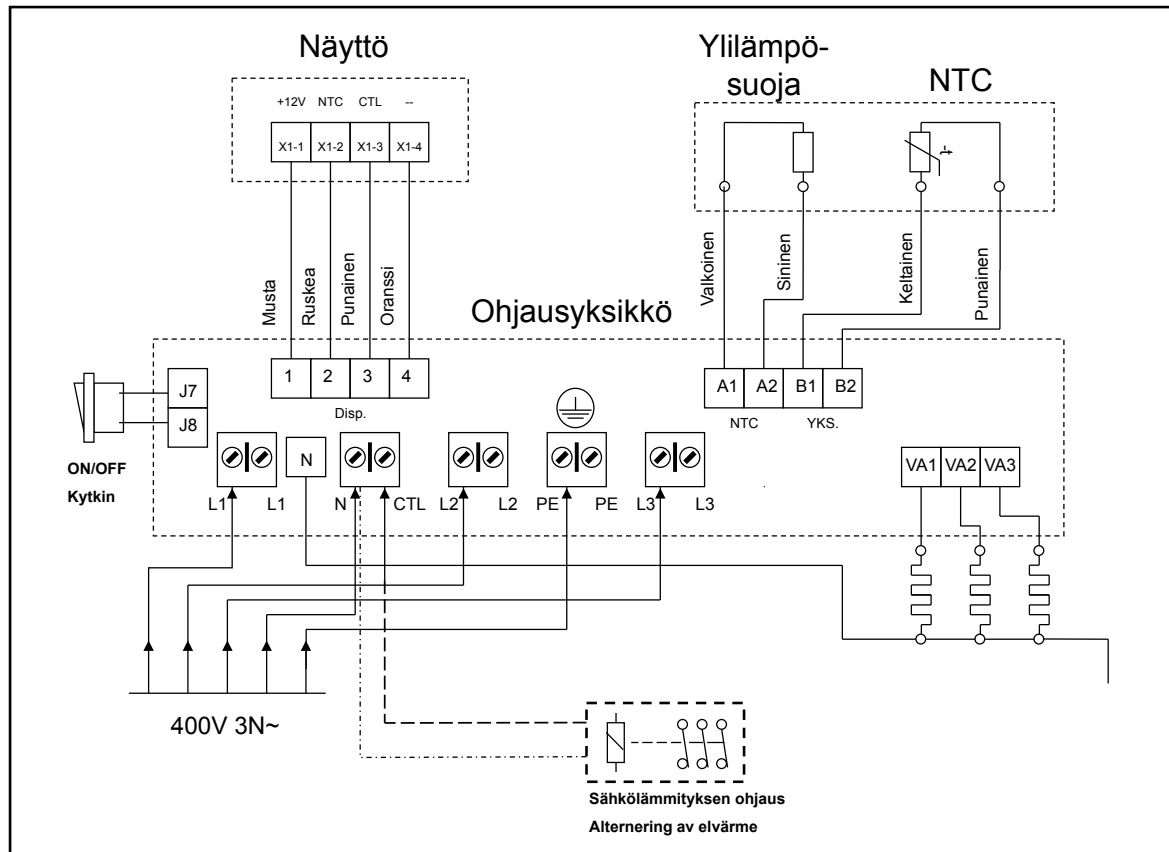 Näyttö
Ylilämpö-
suoja
NTC
+12V NTC CTL --
X1-1 X1-2 X1-3 X1-4
-t
Musta
Ruskea
Punainen
Oranssi
Valkoinen
Sininen
Keltainen
Punainen
Ohjausyksikkö
J7
J8
1 2 3 4
Disp.
A1 A2 B1 B2
NTC YKS.
ON/OFF
Kytkin
N
L1 L1 N CTL L2 L2 PE PE L3 L3
VA1 VA2 VA3
400V 3N~
Sähkölämmityksen ohjaus
Alternering av elvärme